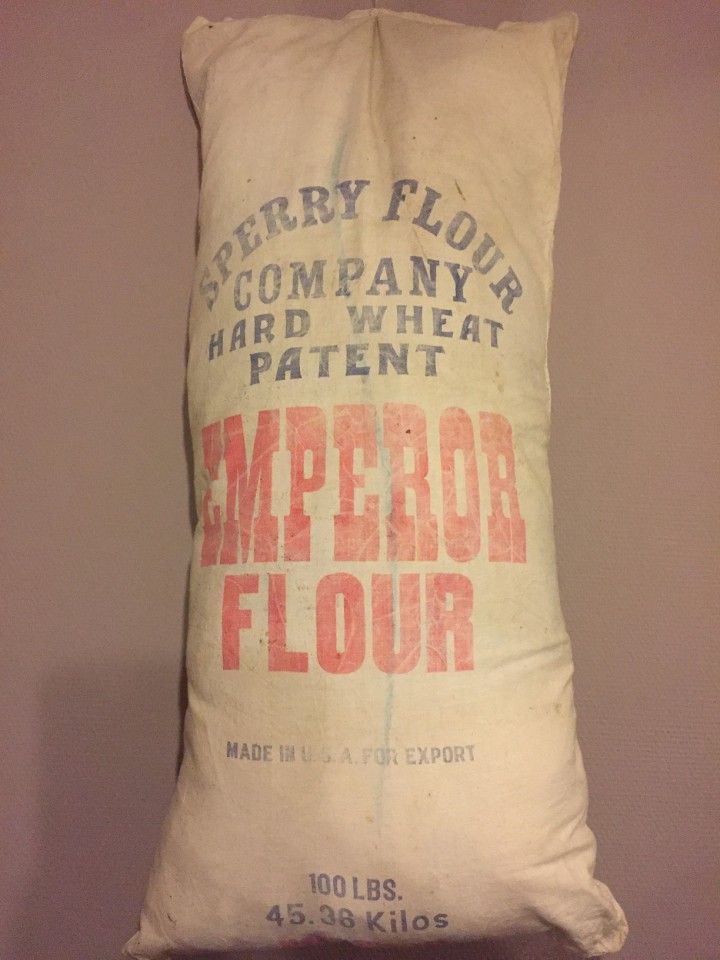 SPERRY FLOUR
COMPANY
HARD WHEAT
PATENT
EMPEROR
FLOUR
MADE IN U.S.A. FOR EXPORT
100 LBS.
45.36 Kilos